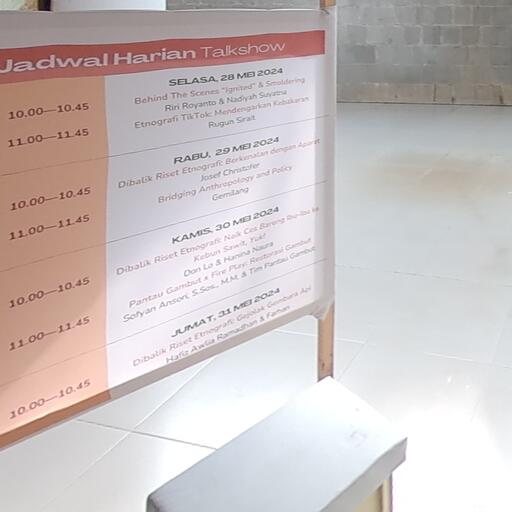 Jadwal Harian Talkshow
SELASA, 28 MEI 2024
10.00—10.45
Behind The Scenes "Ignited" & Smoldering
Riri Royanto & Nadiyah Suyatna
11.00—11.45
Etnografi TikTok: Mendengarkan Kebakaran
Rugun Sirait
RABU, 29 MEI 2024
10.00—10.45
Dibalik Riset Etnografi: Berkenalan dengan Aparat
Josef Christofer
11.00—11.45
Bridging Anthropology and Policy
Gemilang
KAMIS, 30 MEI 2024
10.00—10.45
Dibalik Riset Etnografi: Naik Ces Bareng Ibu-Ibu ke
Kebun Sawit, Yuk!
Don Lo & Hanina Naura
11.00—11.45
Pantau Gambut x Fire Play: Restorasi Gambut
Sofyan Ansori, S.Sos., M.M. & Tim Pantau Gambut
JUMAT, 31 MEI 2024
10.00—10.45
Dibalik Riset Etnografi: Gejolak Gembara Api
Hafiz Awlia Ramadhan & Farhan